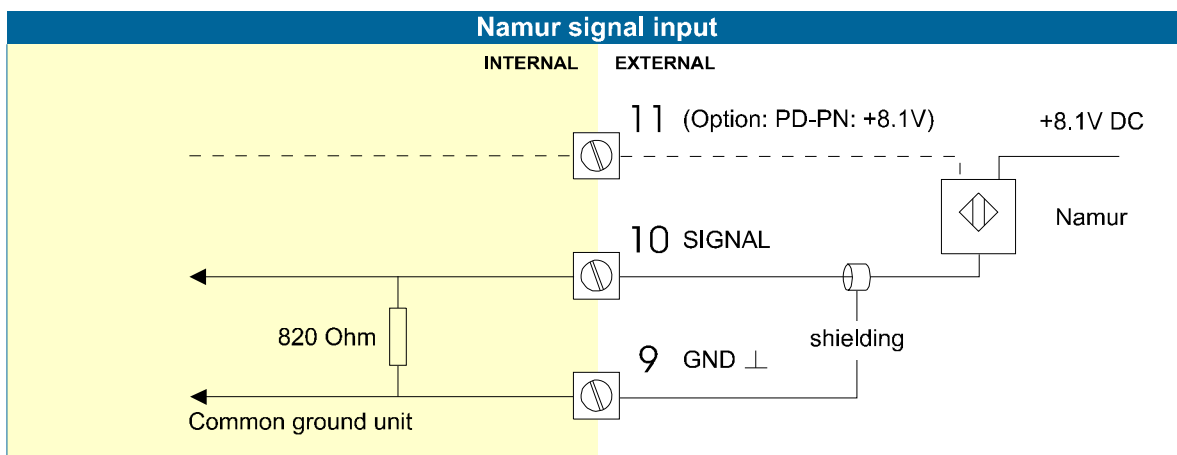 Namur signal input
INTERNAL EXTERNAL
11 (Option: PD-PN: +8.1V) +8.1V DC
Namur
10 SIGNAL
820 Ohm
shielding
9 GND ⊥
Common ground unit